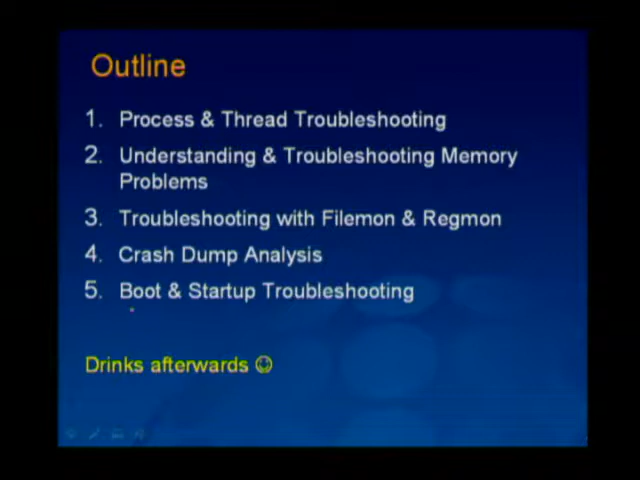 Outline
1. Process & Thread Troubleshooting
2. Understanding & Troubleshooting Memory
Problems
3. Troubleshooting with Filemon & Regmon
4. Crash Dump Analysis
5. Boot & Startup Troubleshooting
Drinks afterwards ☺